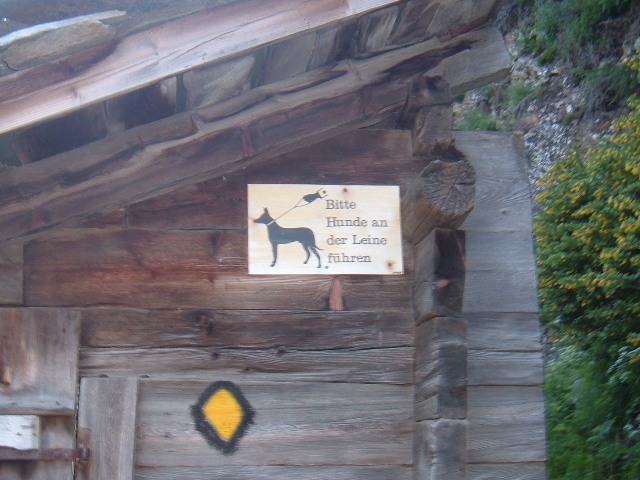 Bitte
Hunde an
der Leine
führen